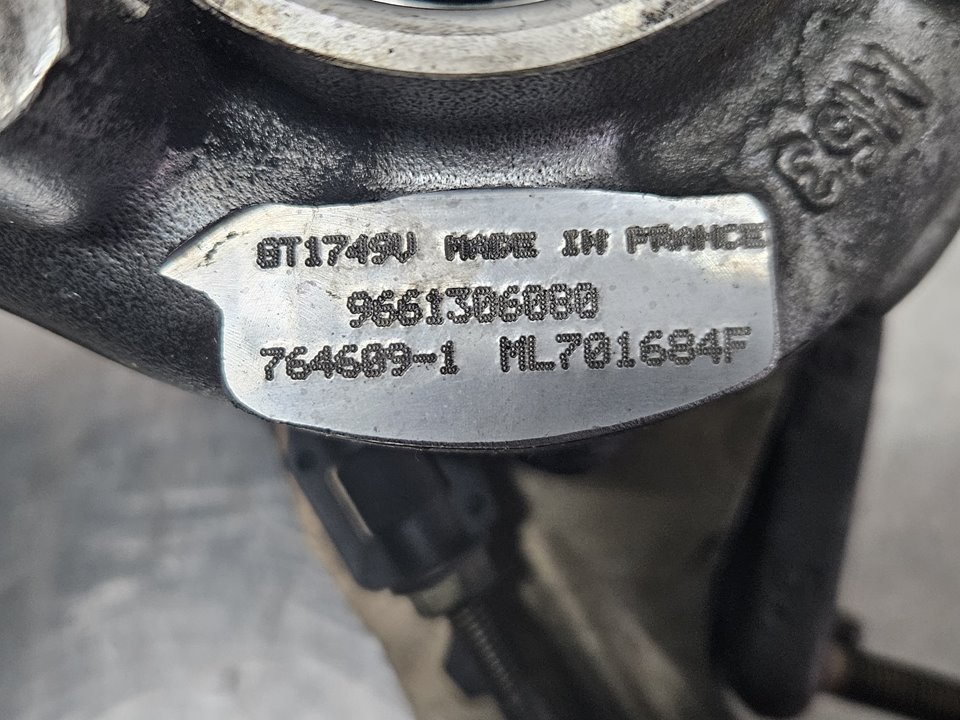 GT1749V MADE IN FRANCE
9661306080
764609-1 ML701684F